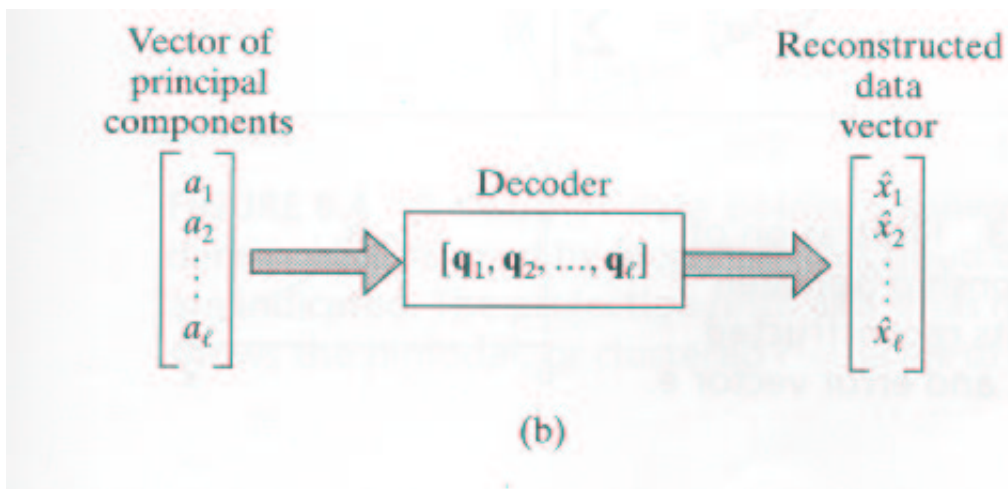 Vector of
principal
components
a₁
a₂
⋮
aℓ
Decoder
[q₁, q₂, ..., qℓ]
Reconstructed
data
vector
x̂₁
x̂₂
⋮
x̂ℓ
(b)